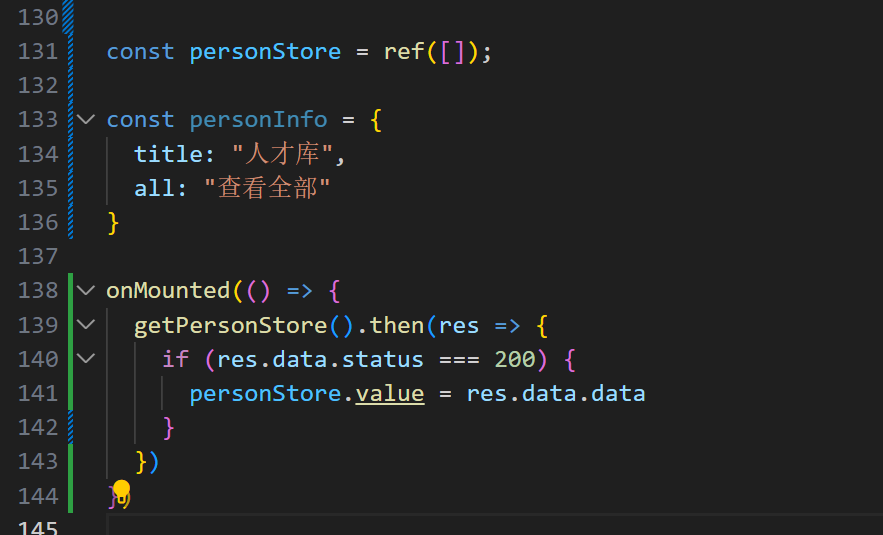 130
131 const personStore = ref([]);
132
133 const personInfo = {
134 title: "人才库",
135 all: "查看全部"
136 }
137
138 onMounted(() => {
139 getPersonStore().then(res => {
140 if (res.data.status === 200) {
141 personStore.value = res.data.data
142 }
143 })
144 })
145